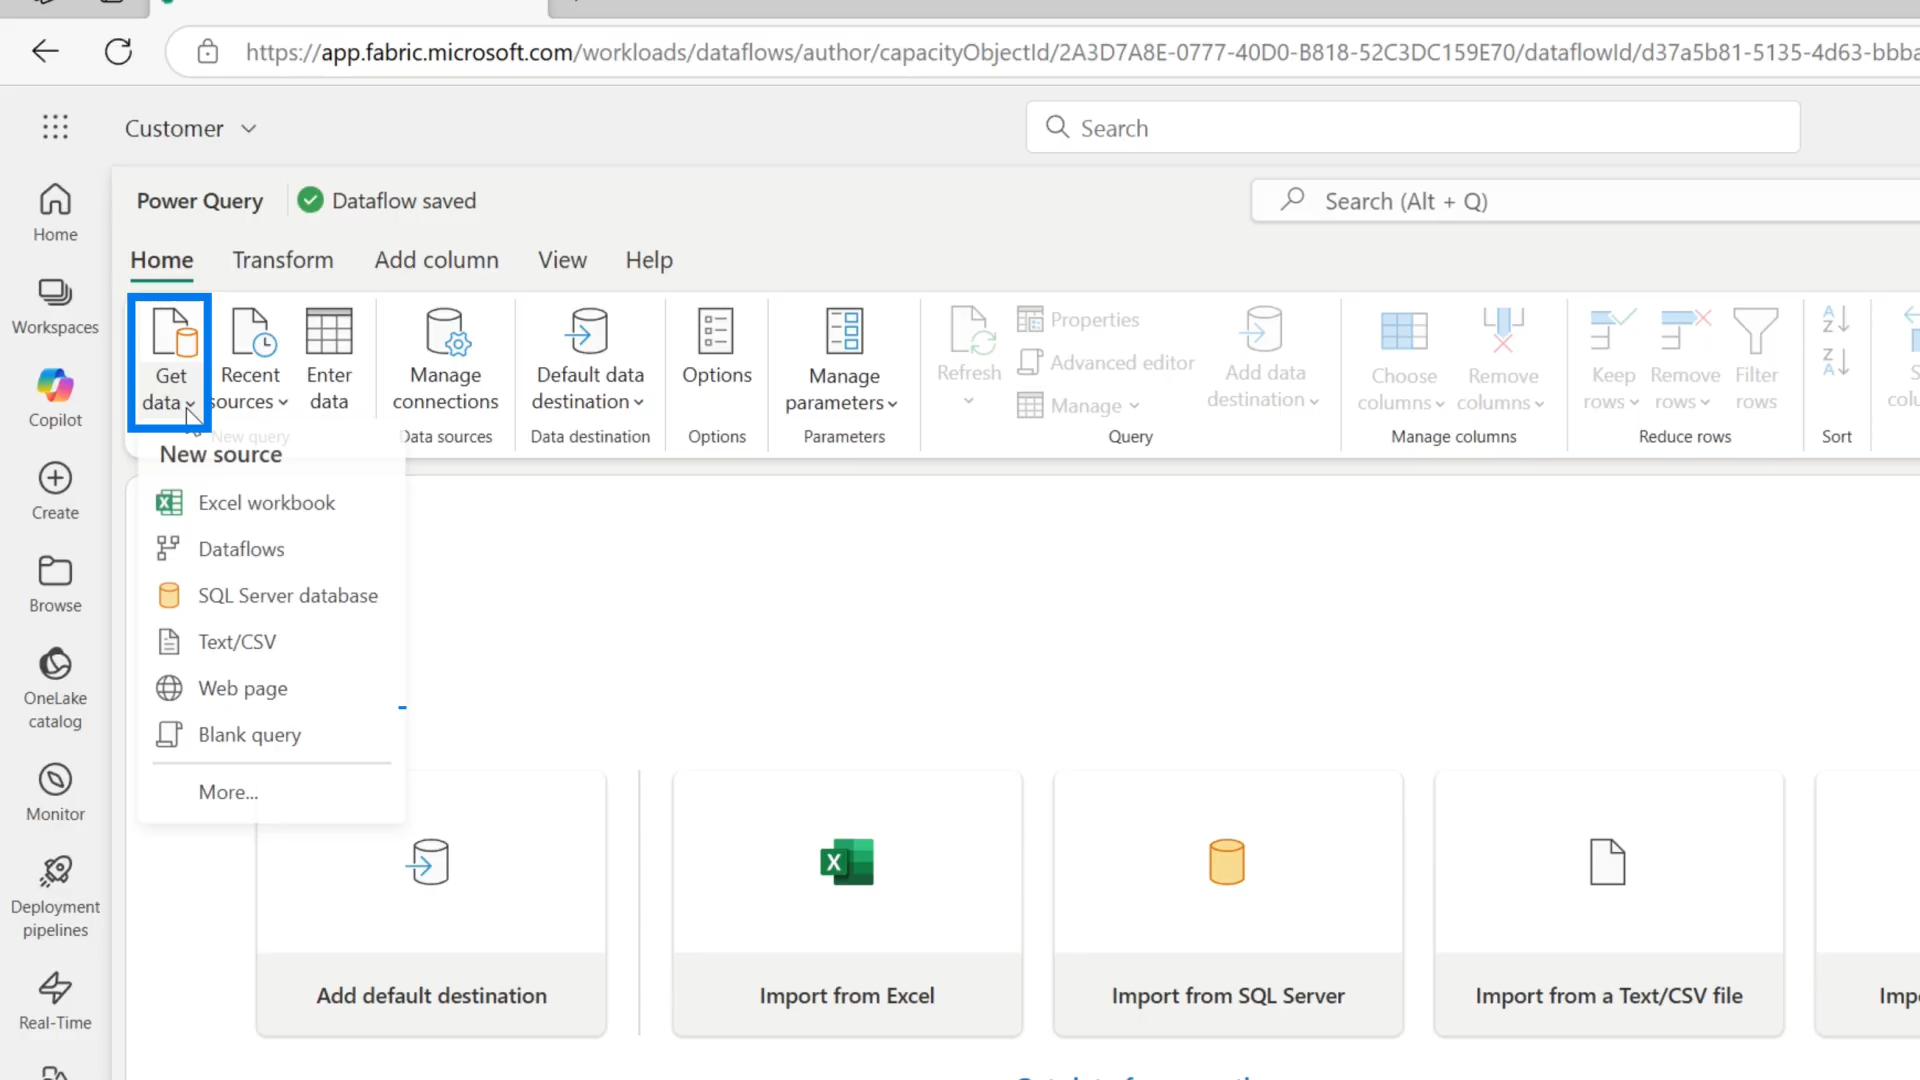 https://app.fabric.microsoft.com/workloads/dataflows/author/capacityObjectId/2A3D7A8E-0777-40D0-B818-52C3DC159E70/dataflowId/d37a5b81-5135-4d63-bbba
Customer
Search
Power Query
Dataflow saved
Search (Alt + Q)
Home
Transform
Add column
View
Help
Home
Workspaces
Copilot
Create
Browse
OneLake
catalog
Monitor
Deployment
pipelines
Real-Time
Get
data
Recent
sources
Enter
data
New query
Manage
connections
Data sources
Default data
destination
Data destination
Options
Options
Manage
parameters
Parameters
Refresh
Properties
Advanced editor
Manage
Add data
destination
Query
Choose
columns
Remove
columns
Manage columns
Keep
rows
Remove
rows
Filter
rows
Reduce rows
A
Z
Z
A
Sort
New source
Excel workbook
Dataflows
SQL Server database
Text/CSV
Web page
Blank query
More...
Add default destination
Import from Excel
Import from SQL Server
Import from a Text/CSV file